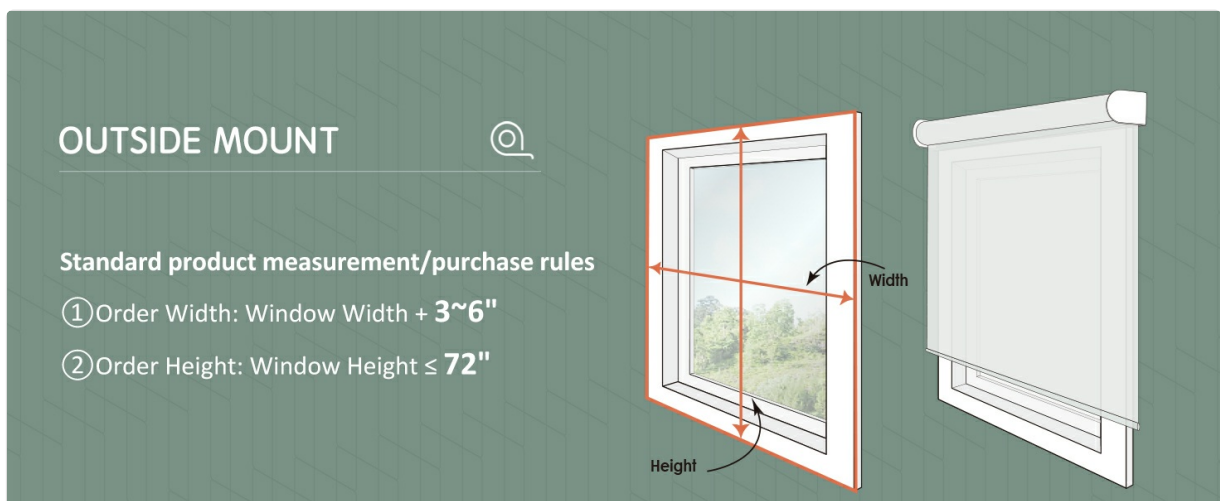 OUTSIDE MOUNT
Standard product measurement/purchase rules
①Order Width: Window Width + 3~6"
②Order Height: Window Height ≤ 72"
Width
Height